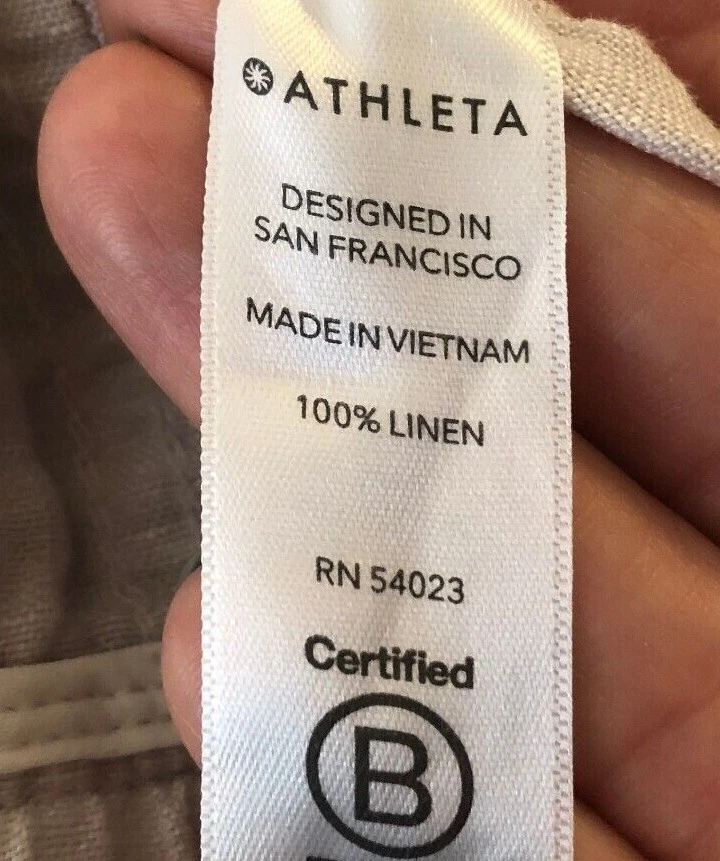 ATHLETA
DESIGNED IN
SAN FRANCISCO
MADE IN VIETNAM
100% LINEN
RN 54023
Certified
B